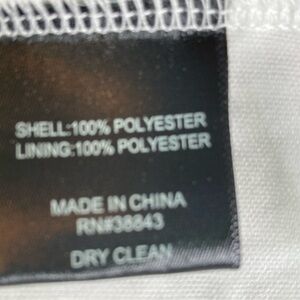 SHELL:100% POLYESTER
LINING:100% POLYESTER
MADE IN CHINA
RN#38843
DRY CLEAN